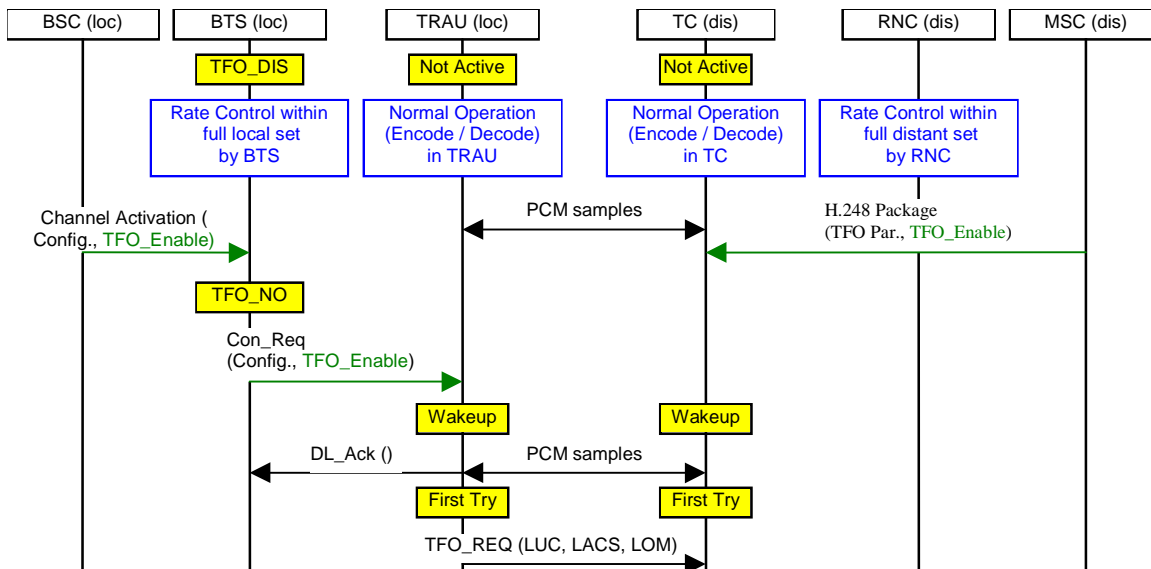 BSC (loc)
BTS (loc)
TRAU (loc)
TC (dis)
RNC (dis)
MSC (dis)
TFO_DIS
Not Active
Not Active
Rate Control within
full local set
by BTS
Normal Operation
(Encode / Decode)
in TRAU
Normal Operation
(Encode / Decode)
in TC
Rate Control within
full distant set
by RNC
Channel Activation (
Config., TFO_Enable)
PCM samples
H.248 Package
(TFO Par., TFO_Enable)
TFO_NO
Con_Req
(Config., TFO_Enable)
Wakeup
Wakeup
DL_Ack ()
PCM samples
First Try
First Try
TFO_REQ (LUC, LACS, LOM)